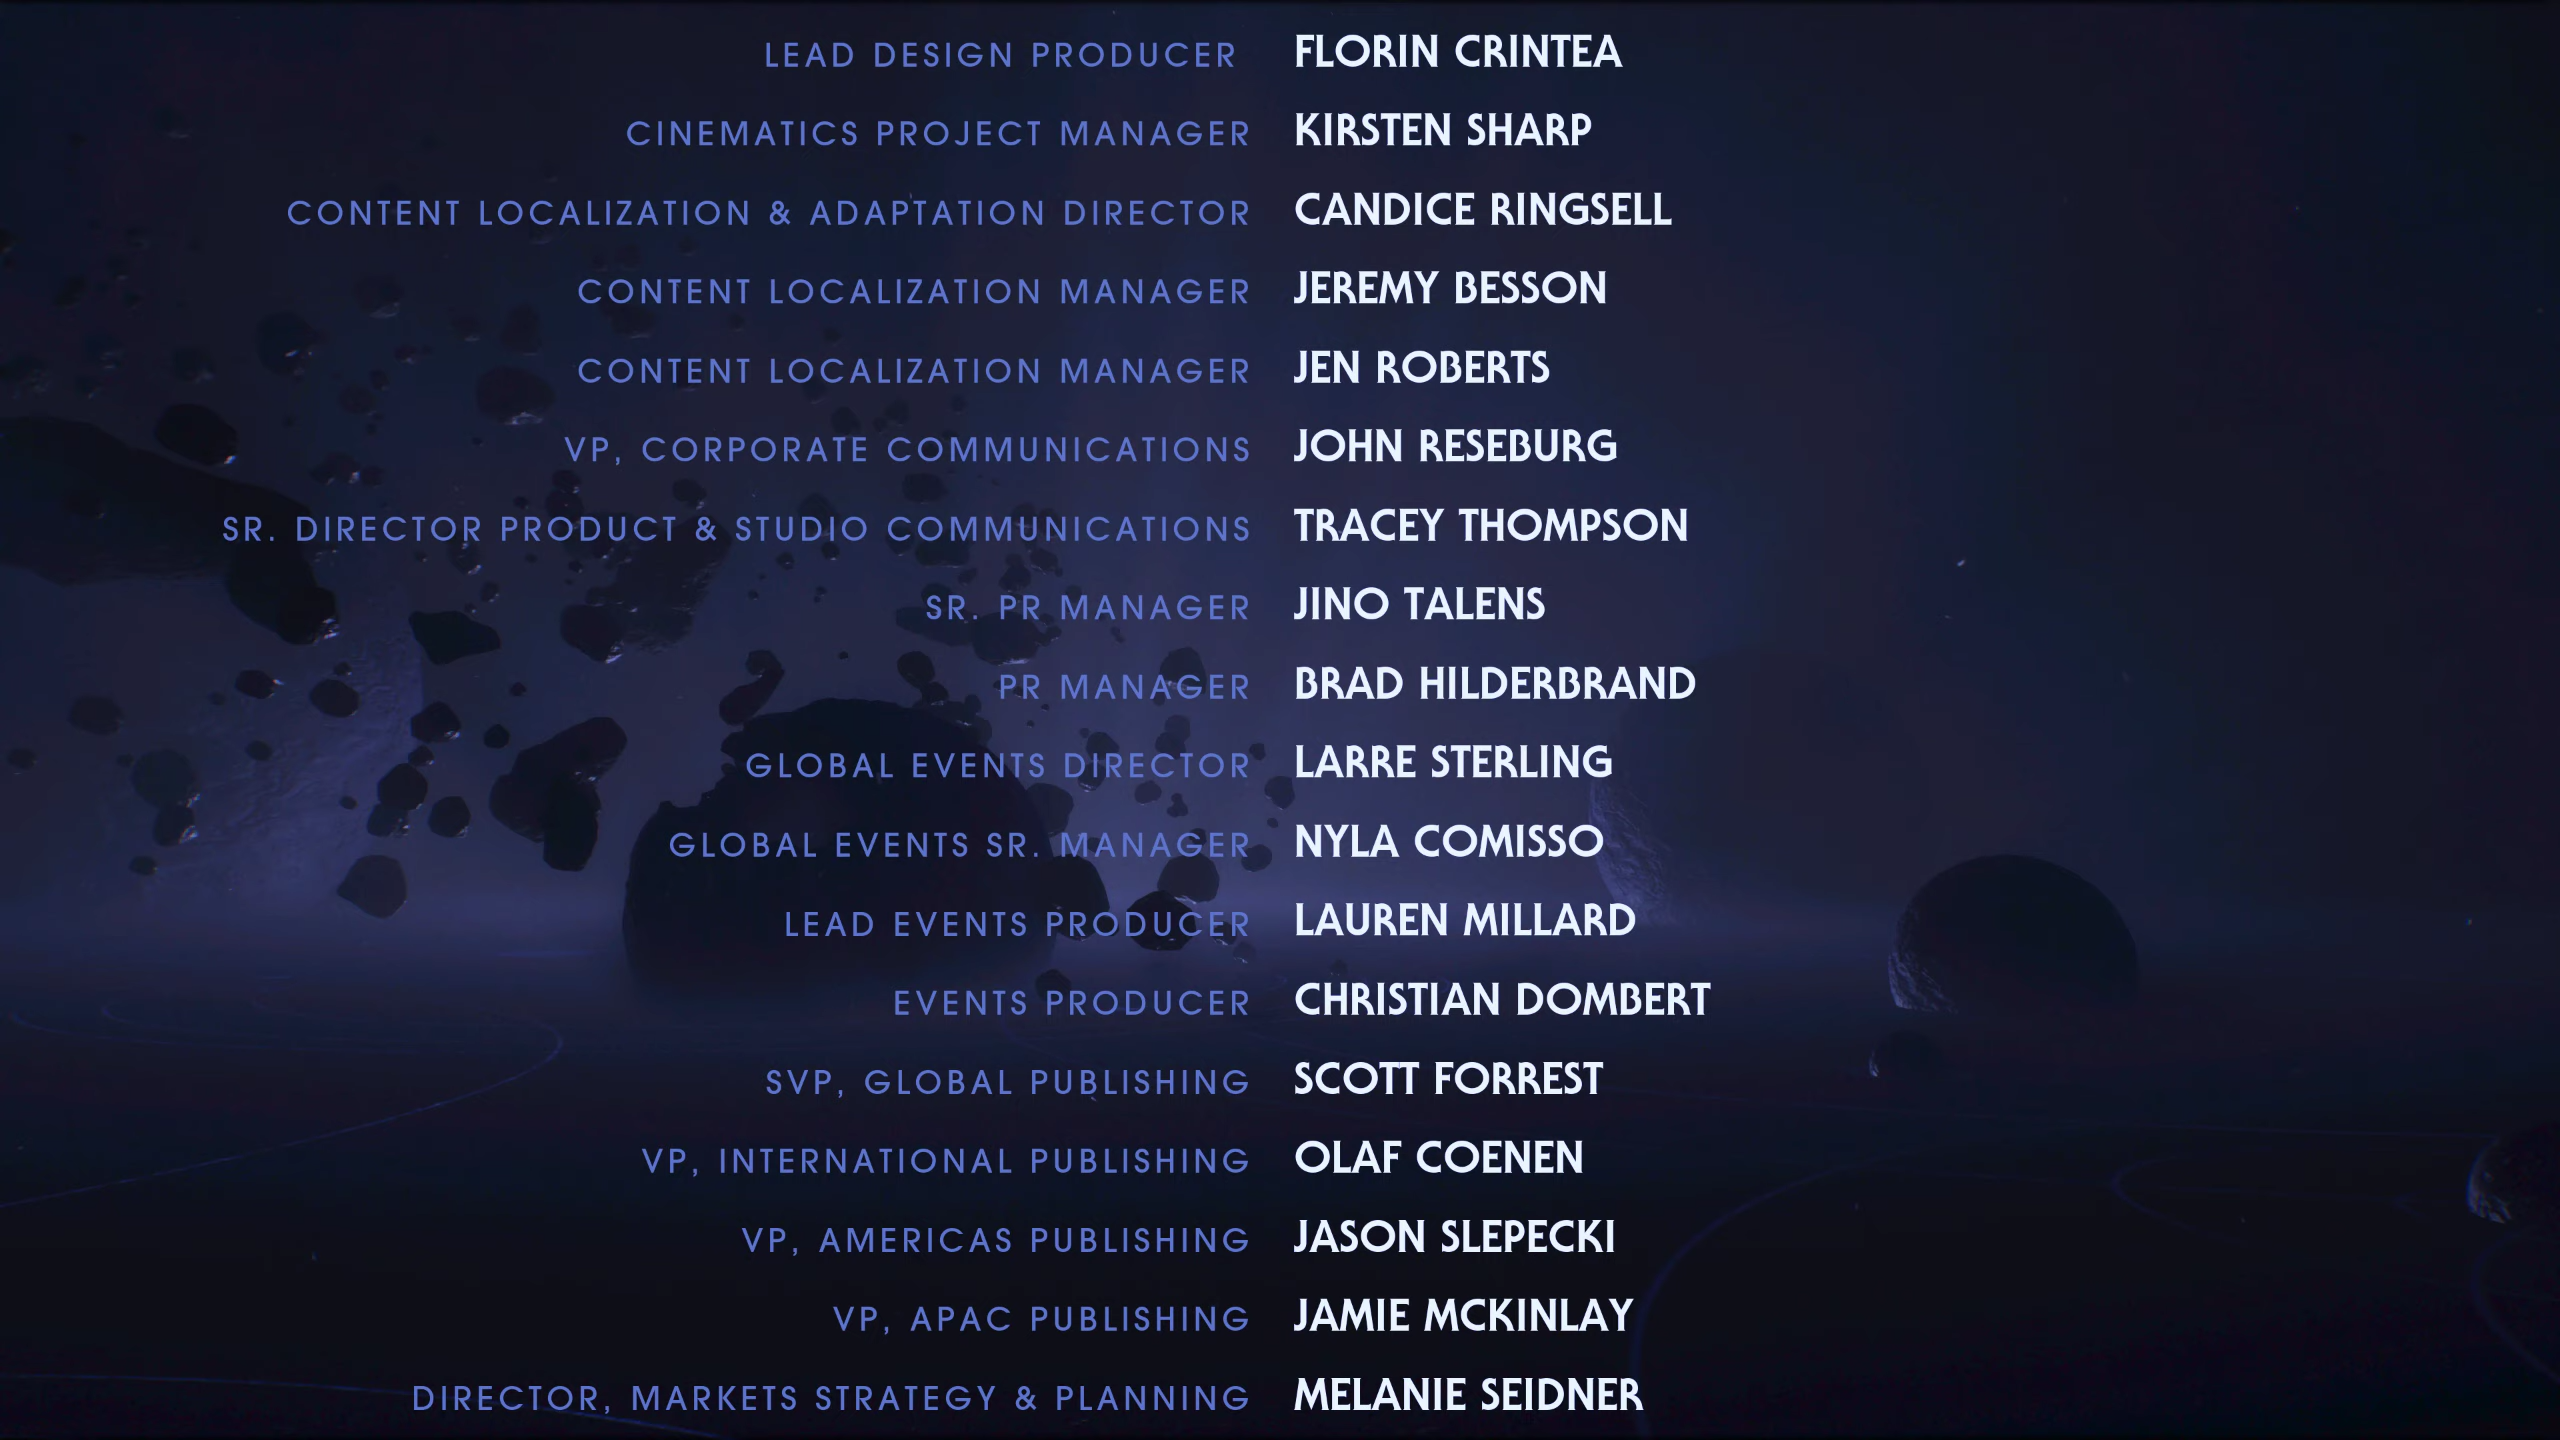 LEAD DESIGN PRODUCER FLORIN CRINTEA
CINEMATICS PROJECT MANAGER KIRSTEN SHARP
CONTENT LOCALIZATION & ADAPTATION DIRECTOR CANDICE RINGSELL
CONTENT LOCALIZATION MANAGER JEREMY BESSON
CONTENT LOCALIZATION MANAGER JEN ROBERTS
VP, CORPORATE COMMUNICATIONS JOHN RESEBURG
SR. DIRECTOR PRODUCT & STUDIO COMMUNICATIONS TRACEY THOMPSON
SR. PR MANAGER JINO TALENS
PR MANAGER BRAD HILDERBRAND
GLOBAL EVENTS DIRECTOR LARRE STERLING
GLOBAL EVENTS SR. MANAGER NYLA COMISSO
LEAD EVENTS PRODUCER LAUREN MILLARD
EVENTS PRODUCER CHRISTIAN DOMBERT
SVP, GLOBAL PUBLISHING SCOTT FORREST
VP, INTERNATIONAL PUBLISHING OLAF COENEN
VP, AMERICAS PUBLISHING JASON SLEPECKI
VP, APAC PUBLISHING JAMIE MCKINLAY
DIRECTOR, MARKETS STRATEGY & PLANNING MELANIE SEIDNER